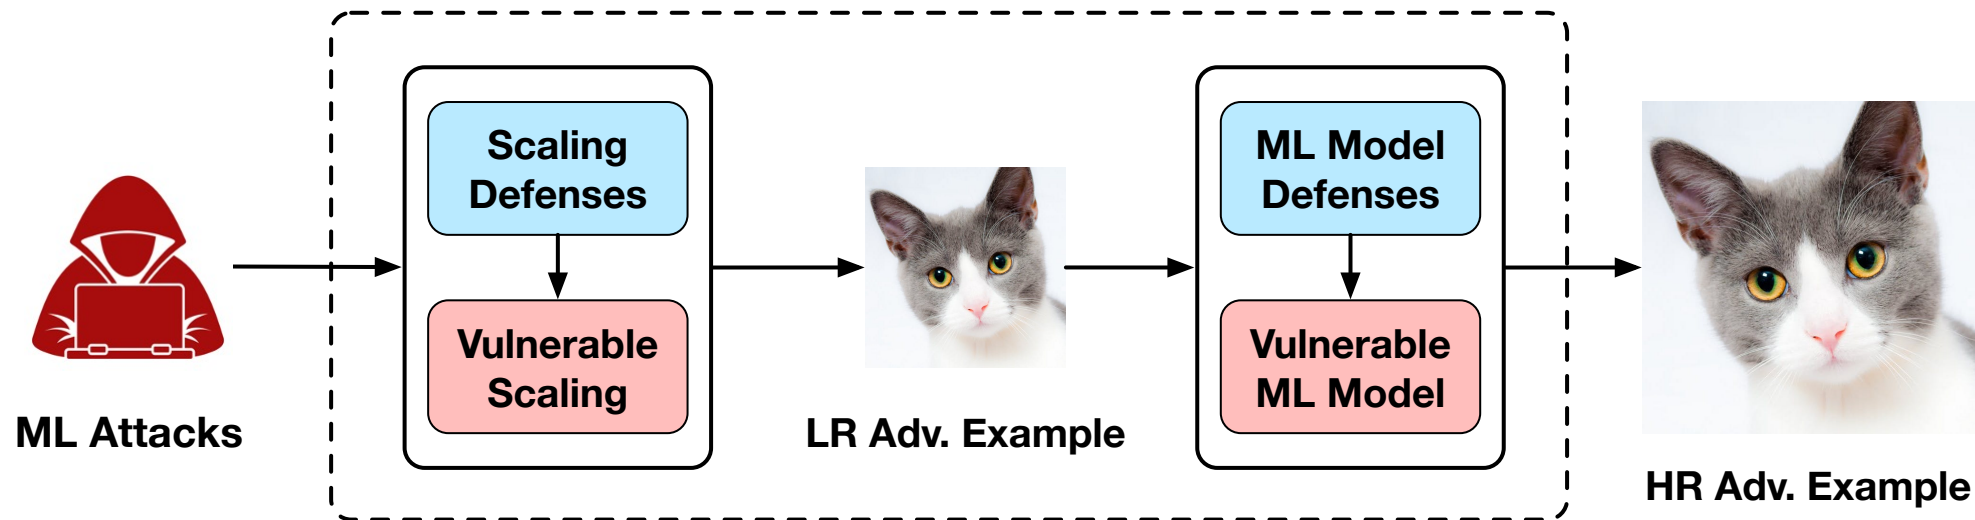 ML Attacks
Scaling
Defenses
Vulnerable
Scaling
LR Adv. Example
ML Model
Defenses
Vulnerable
ML Model
HR Adv. Example